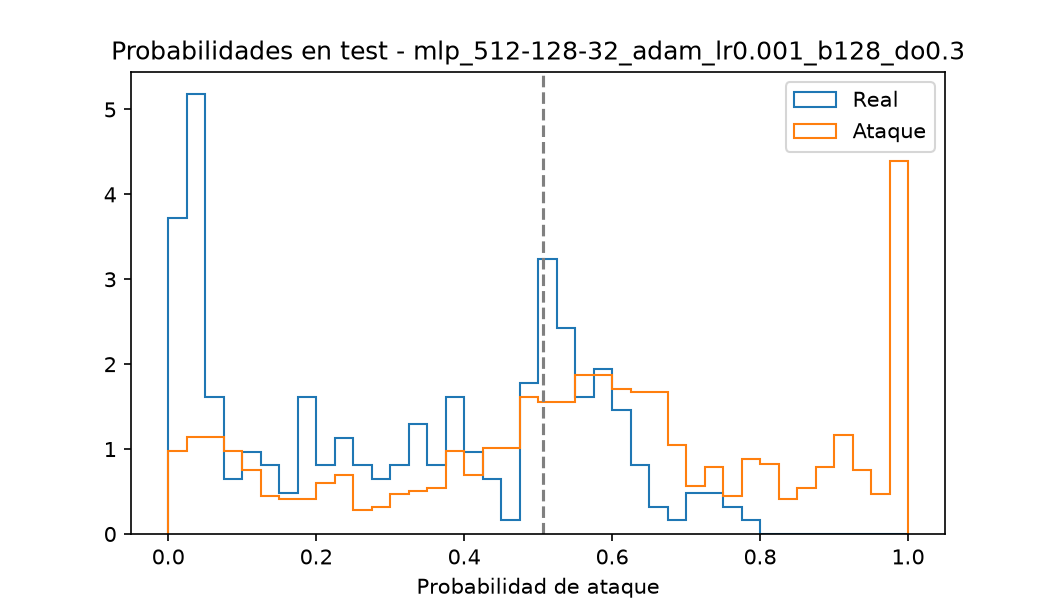 Probabilidades en test - mlp_512-128-32_adam_lr0.001_b128_do0.3
Real
Ataque
5
4
3
2
1
0
0.0 0.2 0.4 0.6 0.8 1.0
Probabilidad de ataque